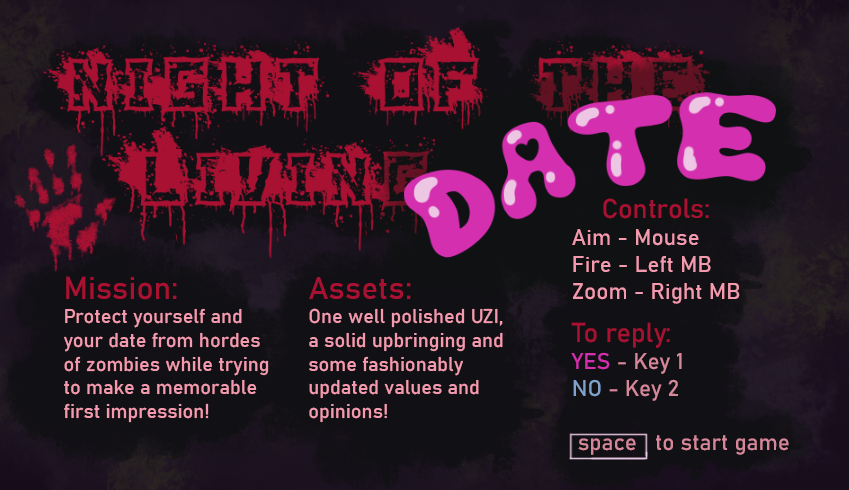 NIGHT OF THE
LIVING
DATE
Mission:
Protect yourself and
your date from hordes
of zombies while trying
to make a memorable
first impression!
Assets:
One well polished UZI,
a solid upbringing and
some fashionably
updated values and
opinions!
Controls:
Aim - Mouse
Fire - Left MB
Zoom - Right MB
To reply:
YES - Key 1
NO - Key 2
space to start game